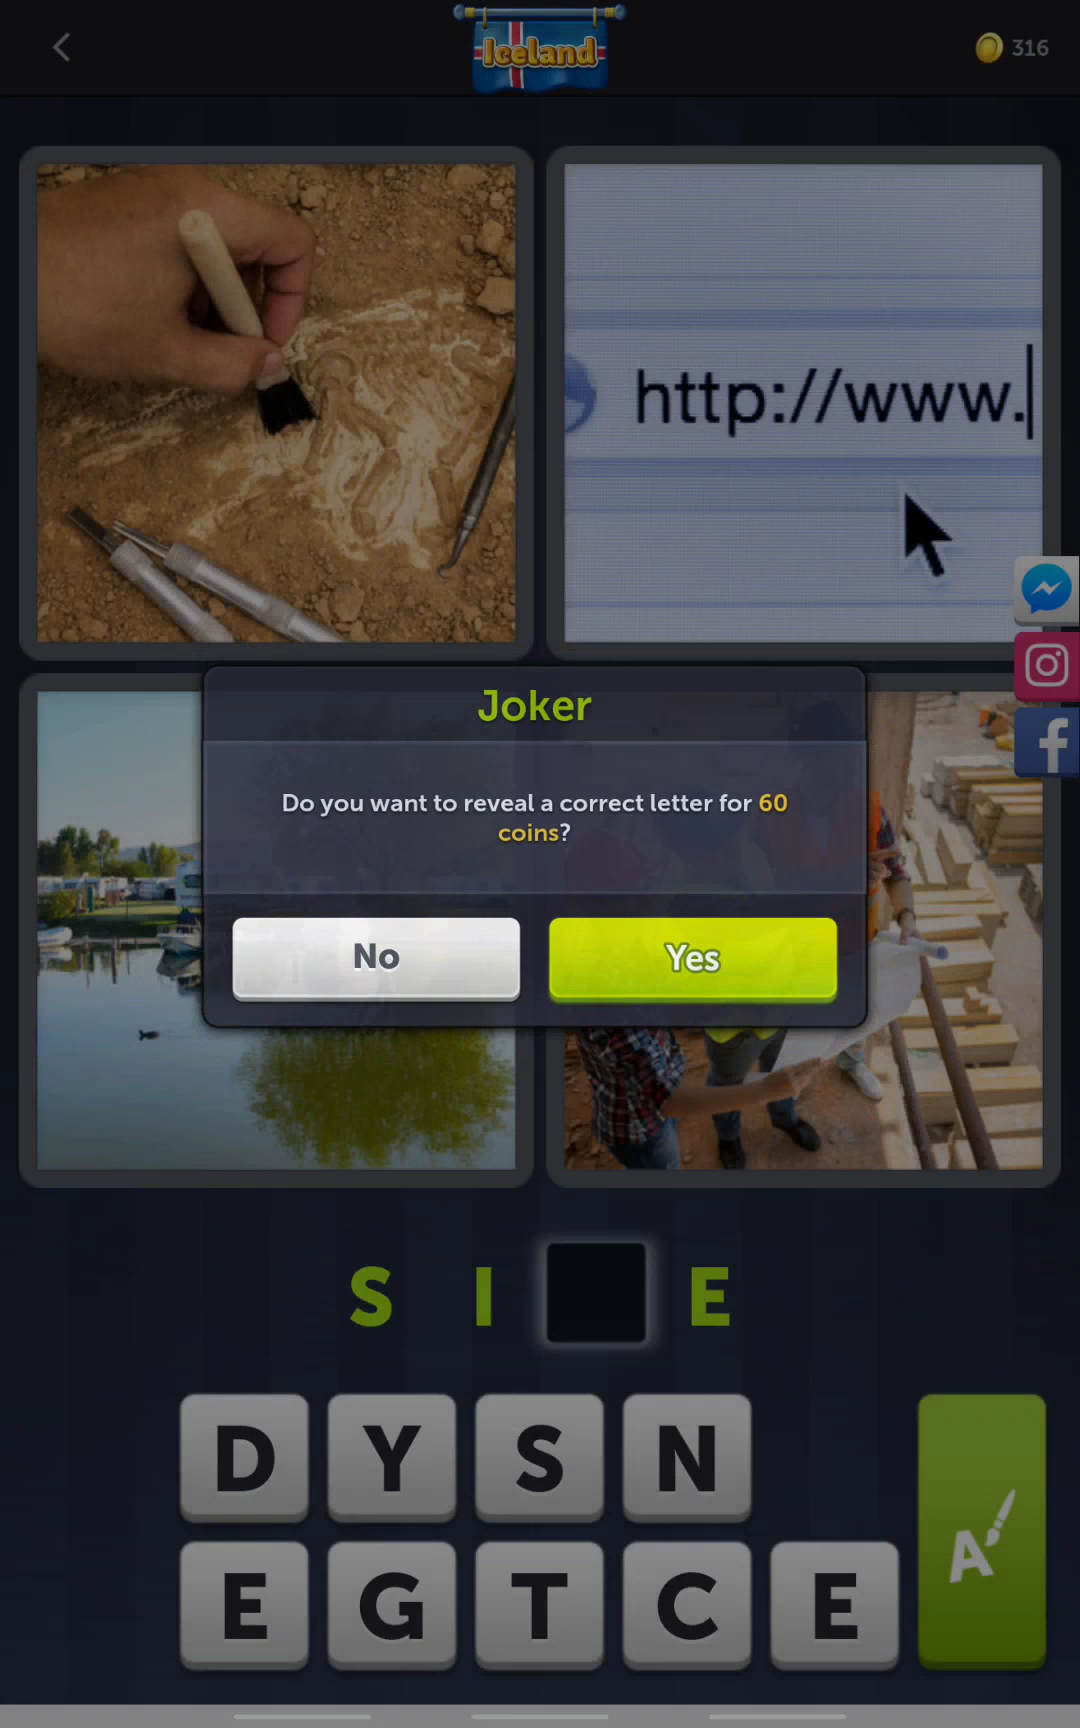 Iceland
316
http://www.
Joker
Do you want to reveal a correct letter for 60
coins?
No
Yes
S I E
D Y S N
E G T C E
A